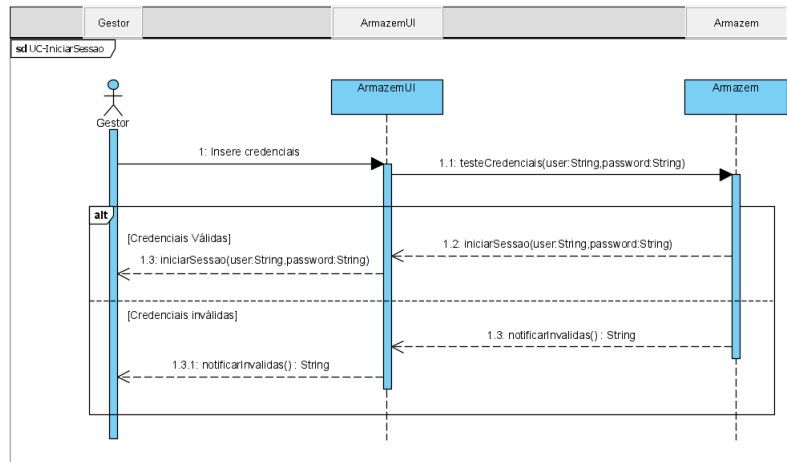 Gestor
ArmazemUI
Armazem
sd UC-IniciarSessao
ArmazemUI
Armazem
Gestor
1: Insere credenciais
1.1: testeCredenciais(user:String,password:String)
alt
[Credenciais Válidas]
1.2: iniciarSessao(user:String,password:String)
1.3: iniciarSessao(user:String,password:String)
[Credenciais inválidas]
1.3: notificarInvalidas() : String
1.3.1: notificarInvalidas() : String